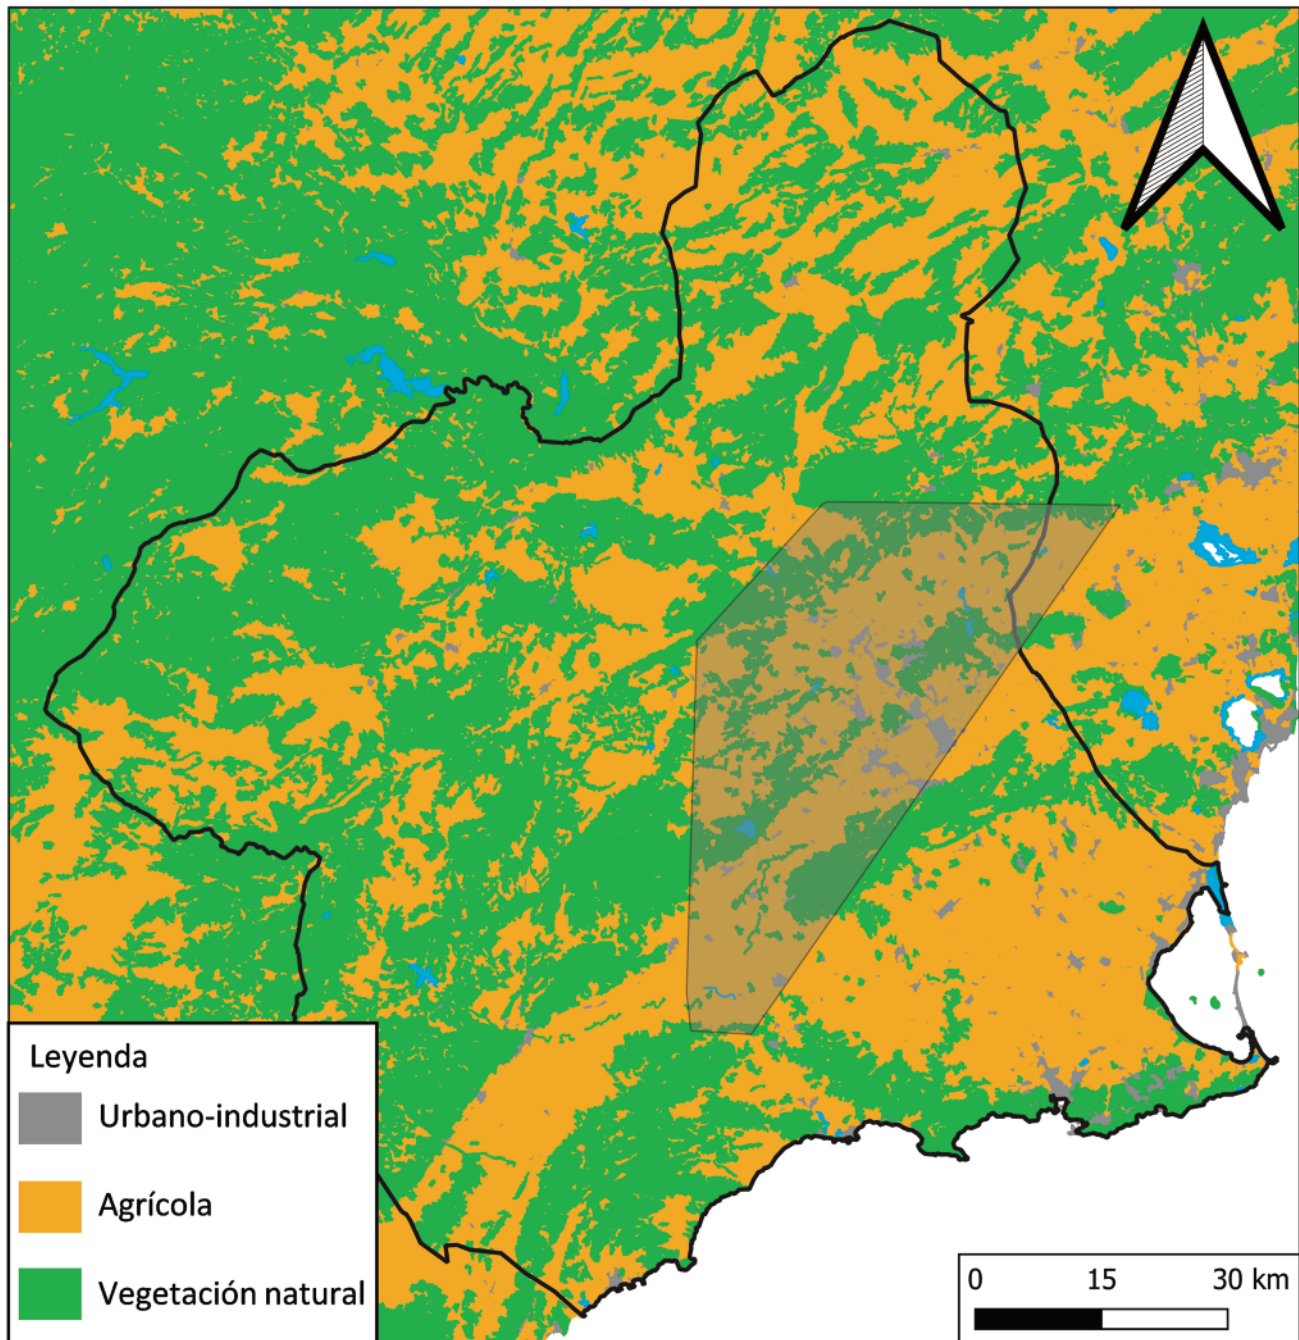 Leyenda
Urbano-industrial
Agrícola
Vegetación natural
0 15 30 km